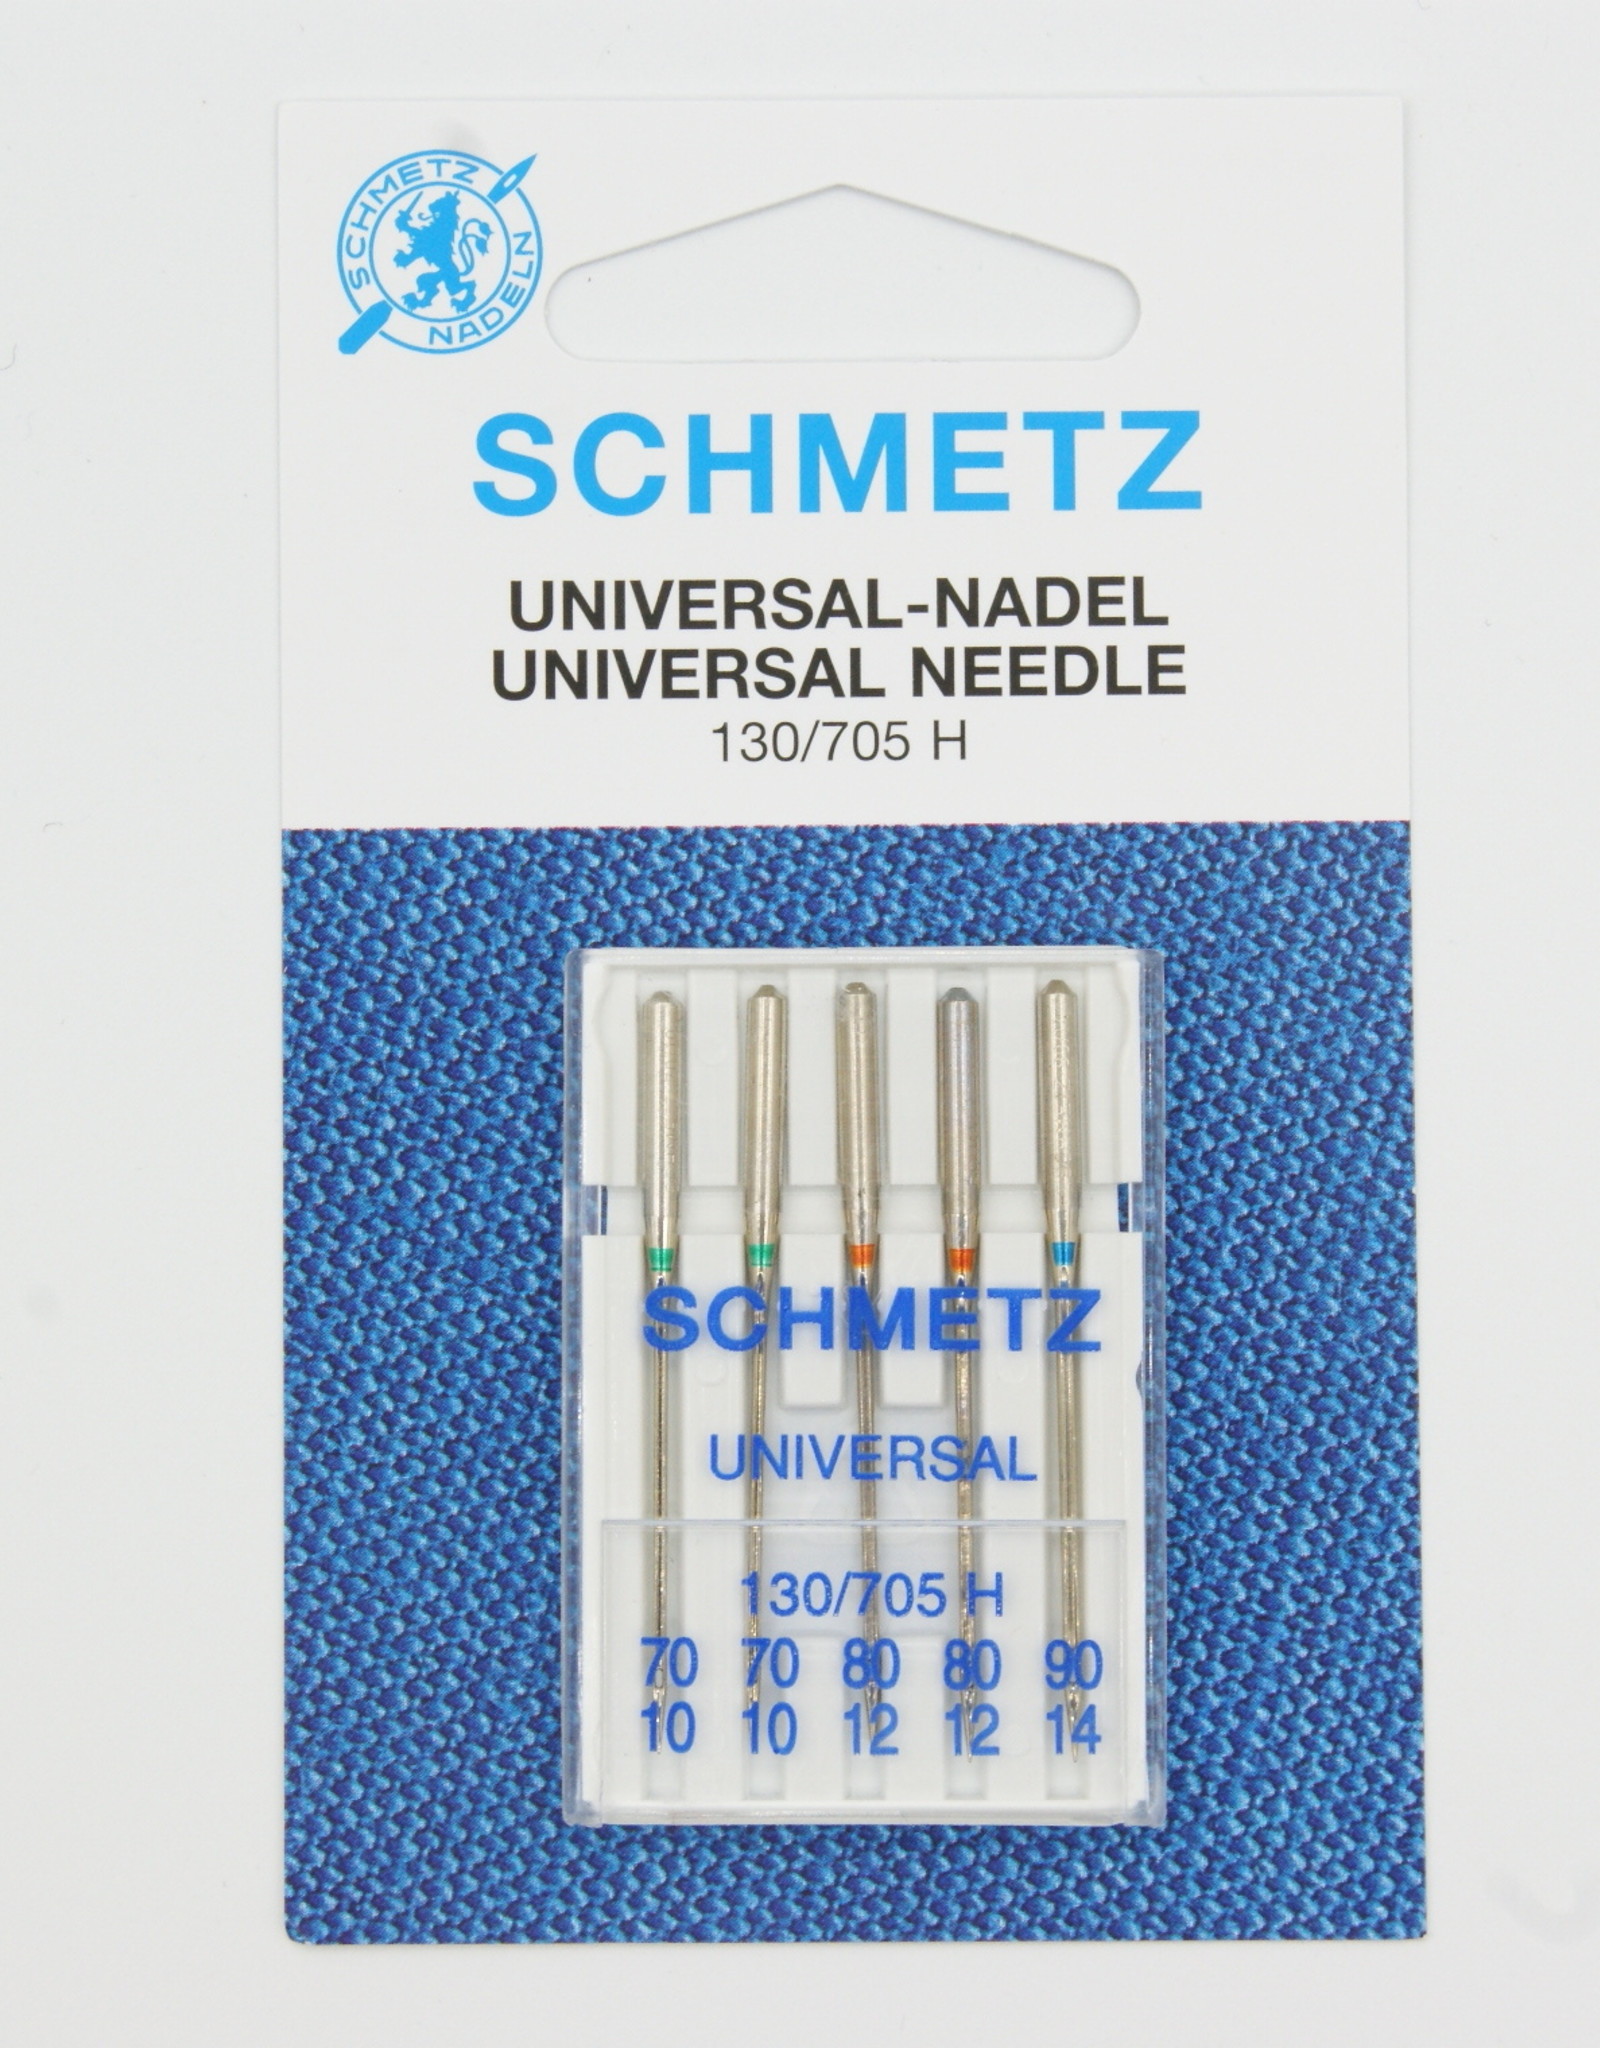 SCHMETZ
NADELN
SCHMETZ
UNIVERSAL-NADEL
UNIVERSAL NEEDLE
130/705 H
SCHMETZ
UNIVERSAL
130/705 H
70 70 80 80 90
10 10 12 12 14